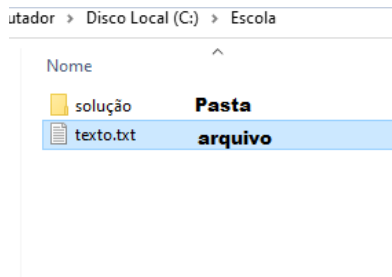 utador > Disco Local (C:) > Escola
Nome
solução Pasta
texto.txt arquivo